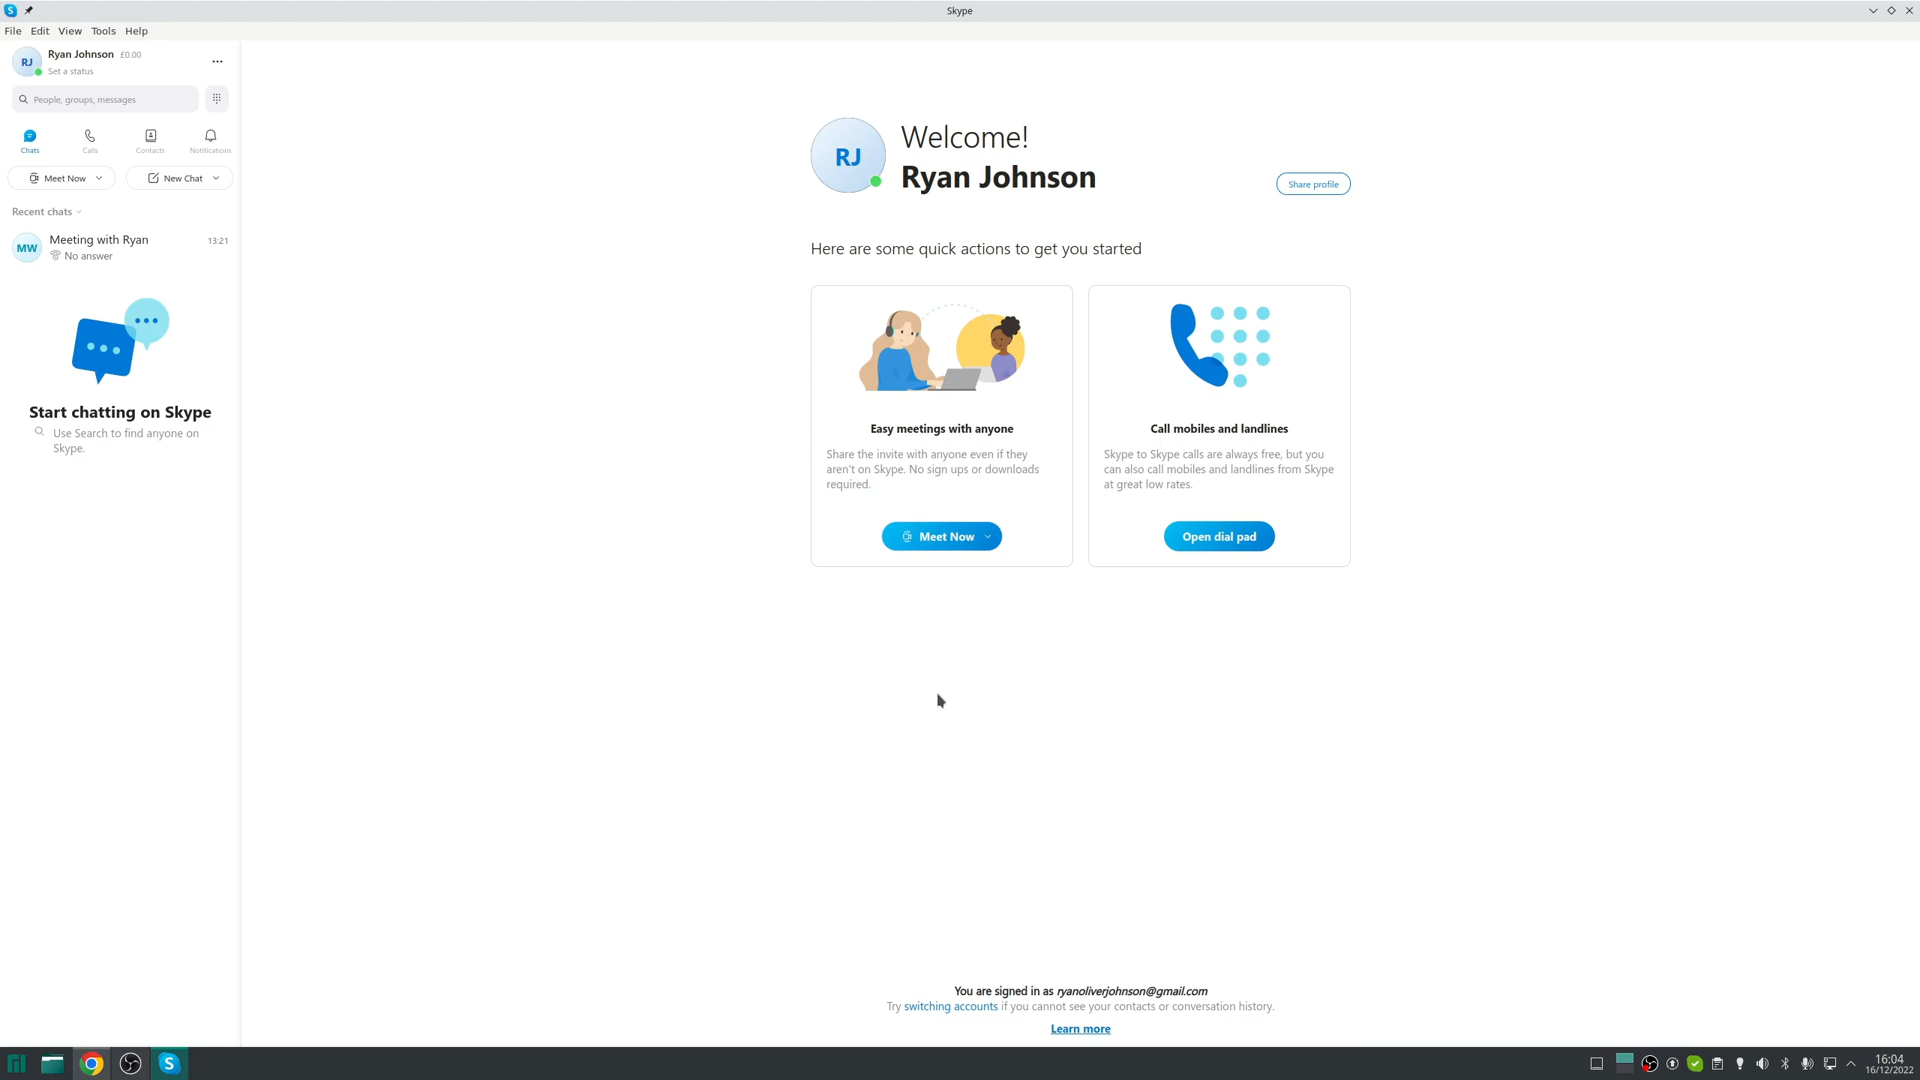 S
Skype
File Edit View Tools Help
RJ
Ryan Johnson £0.00
Set a status
People, groups, messages
Chats Calls Contacts Notifications
Meet Now New Chat
Recent chats
MW
Meeting with Ryan 13:21
No answer
Start chatting on Skype
Use Search to find anyone on
Skype.
RJ
Welcome!
Ryan Johnson
Share profile
Here are some quick actions to get you started
Easy meetings with anyone
Share the invite with anyone even if they
aren't on Skype. No sign ups or downloads
required.
Meet Now
Call mobiles and landlines
Skype to Skype calls are always free, but you
can also call mobiles and landlines from Skype
at great low rates.
Open dial pad
You are signed in as ryanoliverjohnson@gmail.com
Try switching accounts if you cannot see your contacts or conversation history.
Learn more
S
16:04
16/12/2022